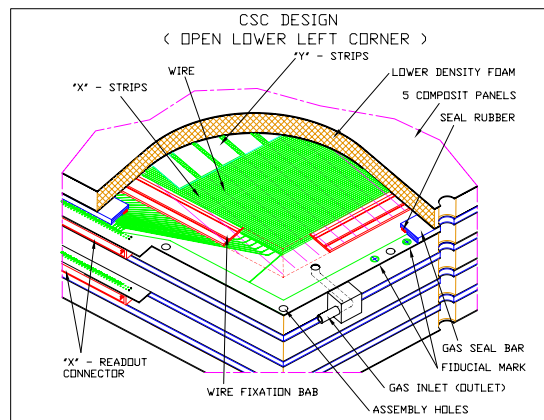 CSC DESIGN
( OPEN LOWER LEFT CORNER )
"Y" - STRIPS
WIRE
LOWER DENSITY FOAM
"X" - STRIPS
5 COMPOSIT PANELS
SEAL RUBBER
GAS SEAL BAR
"X" - READOUT
CONNECTOR
FIDUCIAL MARK
WIRE FIXATION BAB
GAS INLET (OUTLET)
ASSEMBLY HOLES